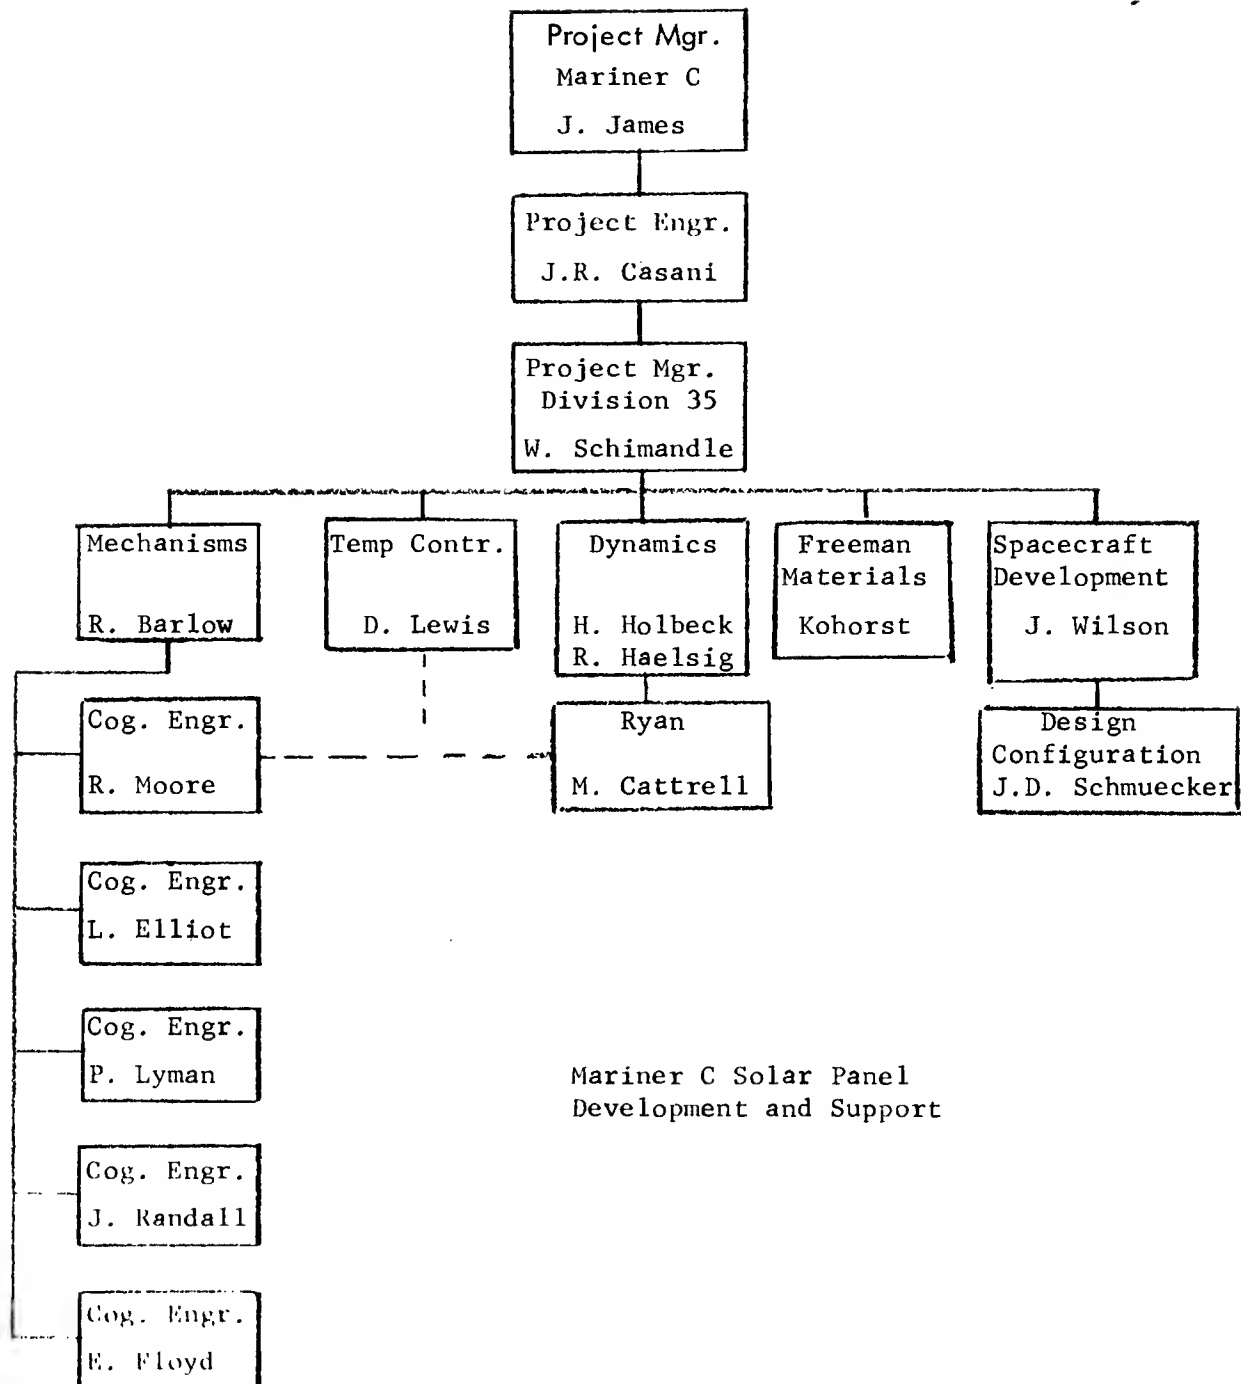 Project Mgr.
Mariner C
J. James
Project Engr.
J.R. Casani
Project Mgr.
Division 35
W. Schimandle
Mechanisms
R. Barlow
Temp Contr.
D. Lewis
Dynamics
H. Holbeck
R. Haelsig
Freeman
Materials
Kohorst
Spacecraft
Development
J. Wilson
Cog. Engr.
R. Moore
Ryan
M. Cattrell
Design
Configuration
J.D. Schmuecker
Cog. Engr.
L. Elliot
Cog. Engr.
P. Lyman
Cog. Engr.
J. Randall
Cog. Engr.
E. Floyd
Mariner C Solar Panel
Development and Support